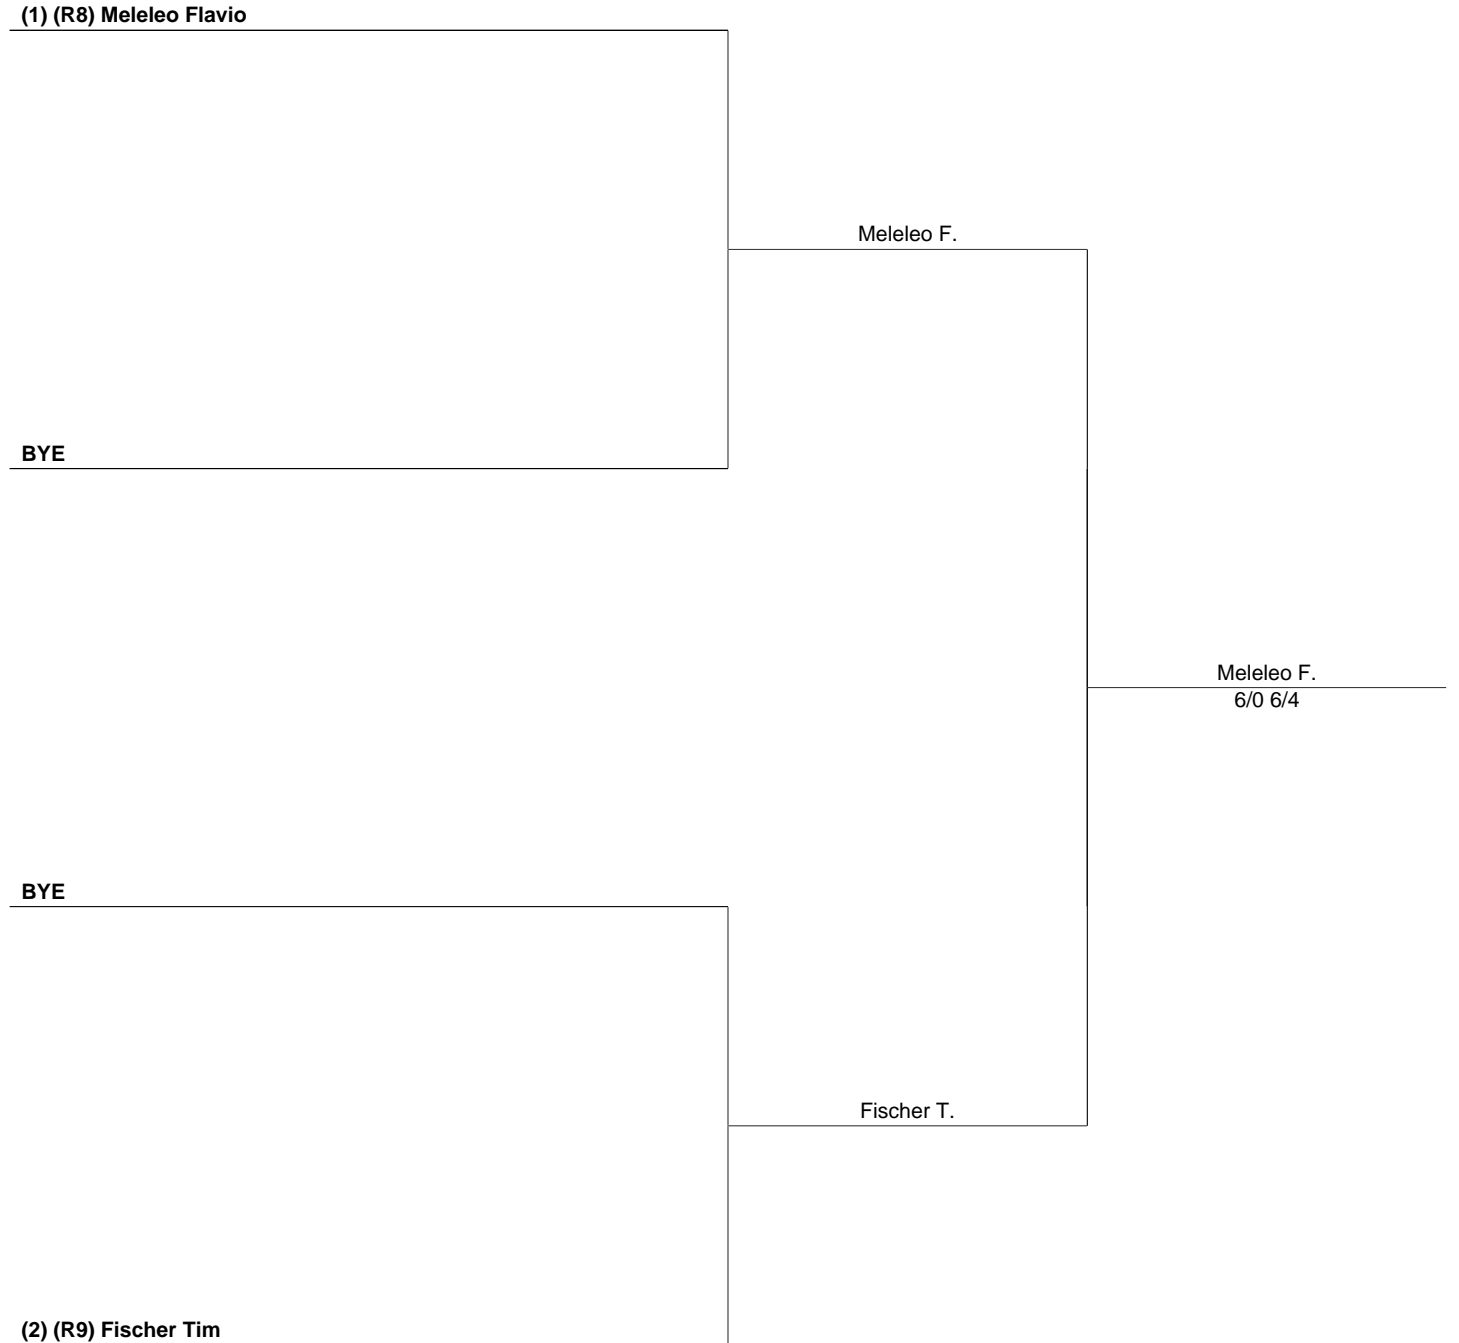 (1) (R8) Meleleo Flavio
Meleleo F.
BYE
Meleleo F.
6/0 6/4
BYE
Fischer T.
(2) (R9) Fischer Tim